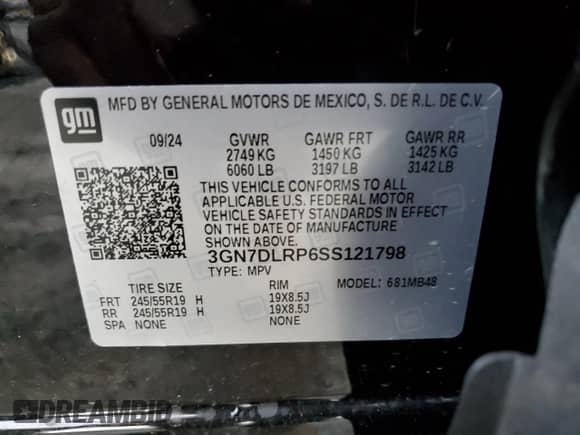 gm
MFD BY GENERAL MOTORS DE MEXICO, S. DE R.L. DE C.V.
09/24 GVWR GAWR FRT GAWR RR
2749 KG 1450 KG 1425 KG
6060 LB 3197 LB 3142 LB
THIS VEHICLE CONFORMS TO ALL
APPLICABLE U.S. FEDERAL MOTOR
VEHICLE SAFETY STANDARDS IN EFFECT
ON THE DATE OF MANUFACTURE
SHOWN ABOVE.
3GN7DLRP6SS121798
TYPE: MPV MODEL: 681MB48
TIRE SIZE RIM
FRT 245/55R19 H 19X8.5J
RR 245/55R19 H 19X8.5J
SPA NONE NONE
DREAMBID